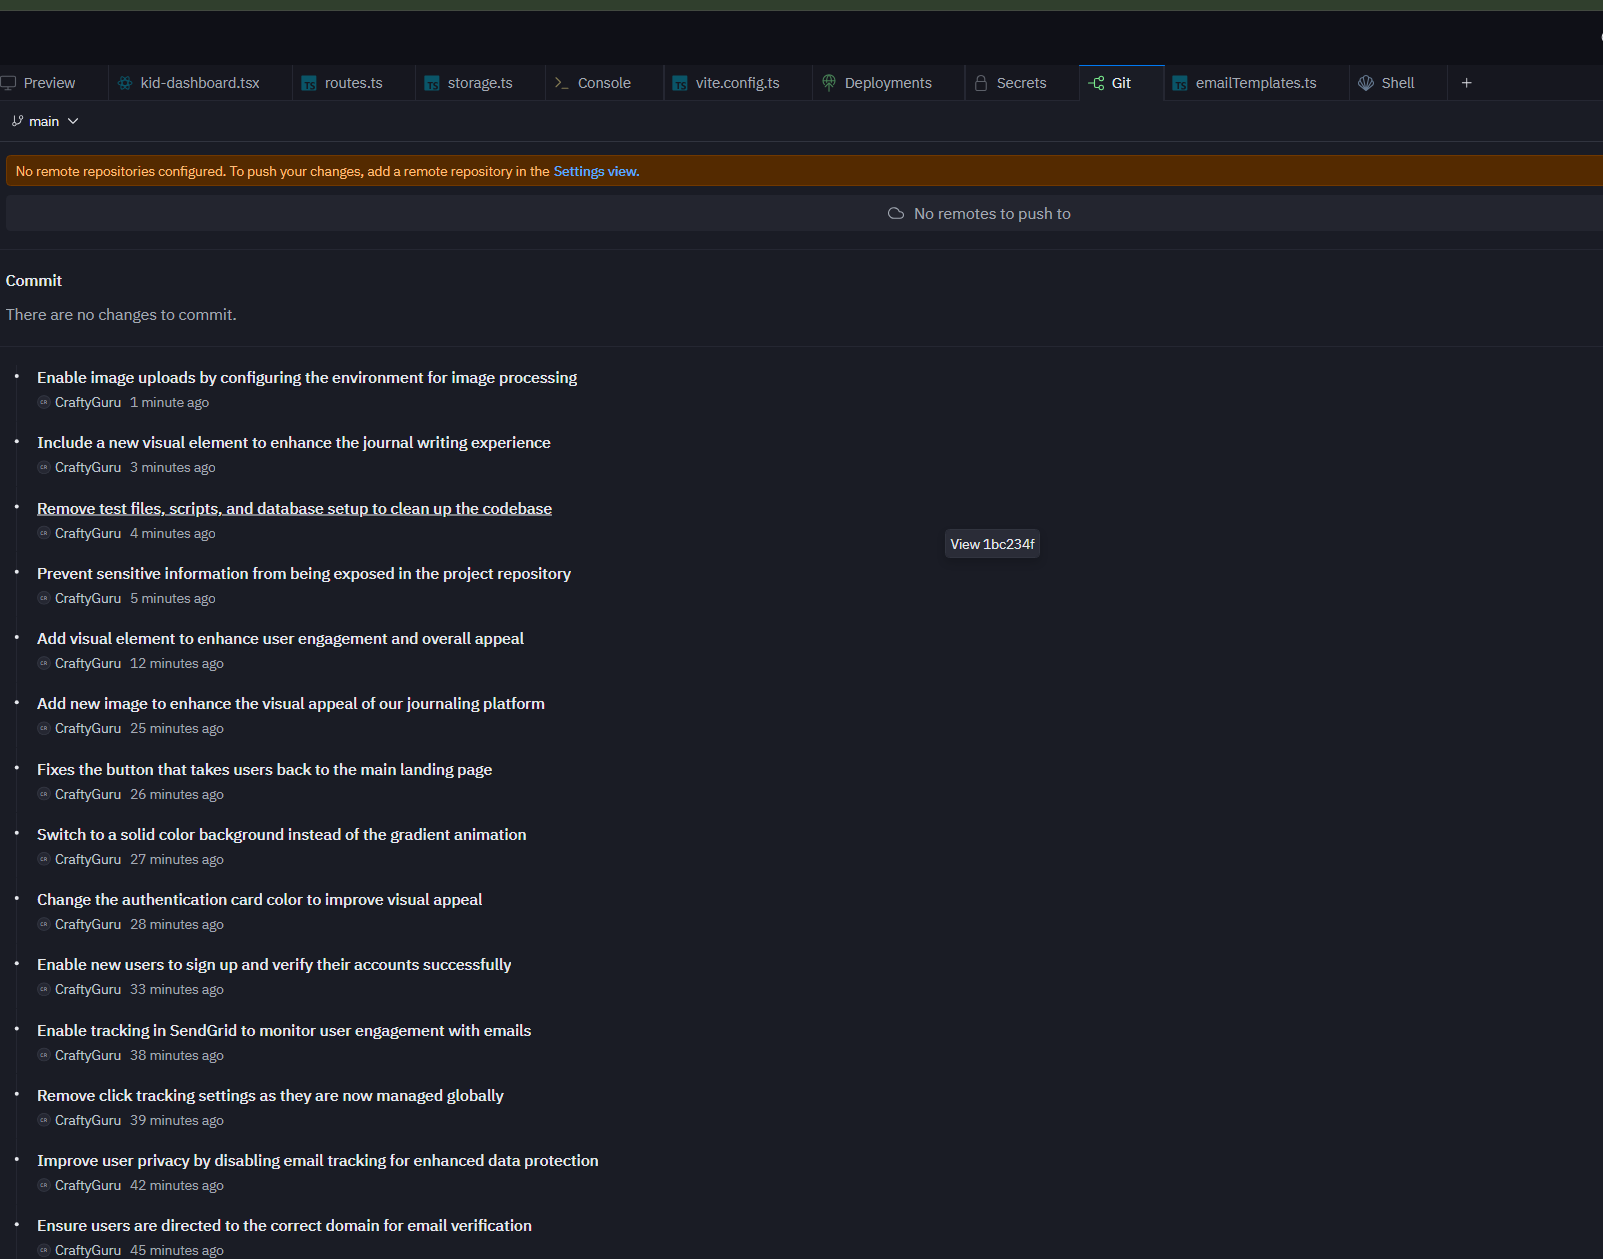 Preview
kid-dashboard.tsx
routes.ts
storage.ts
Console
vite.config.ts
Deployments
Secrets
Git
emailTemplates.ts
Shell
main
No remote repositories configured. To push your changes, add a remote repository in the Settings view.
No remotes to push to
Commit
There are no changes to commit.
Enable image uploads by configuring the environment for image processing
CraftyGuru 1 minute ago
Include a new visual element to enhance the journal writing experience
CraftyGuru 3 minutes ago
Remove test files, scripts, and database setup to clean up the codebase
CraftyGuru 4 minutes ago
View 1bc234f
Prevent sensitive information from being exposed in the project repository
CraftyGuru 5 minutes ago
Add visual element to enhance user engagement and overall appeal
CraftyGuru 12 minutes ago
Add new image to enhance the visual appeal of our journaling platform
CraftyGuru 25 minutes ago
Fixes the button that takes users back to the main landing page
CraftyGuru 26 minutes ago
Switch to a solid color background instead of the gradient animation
CraftyGuru 27 minutes ago
Change the authentication card color to improve visual appeal
CraftyGuru 28 minutes ago
Enable new users to sign up and verify their accounts successfully
CraftyGuru 33 minutes ago
Enable tracking in SendGrid to monitor user engagement with emails
CraftyGuru 38 minutes ago
Remove click tracking settings as they are now managed globally
CraftyGuru 39 minutes ago
Improve user privacy by disabling email tracking for enhanced data protection
CraftyGuru 42 minutes ago
Ensure users are directed to the correct domain for email verification
CraftyGuru 45 minutes ago